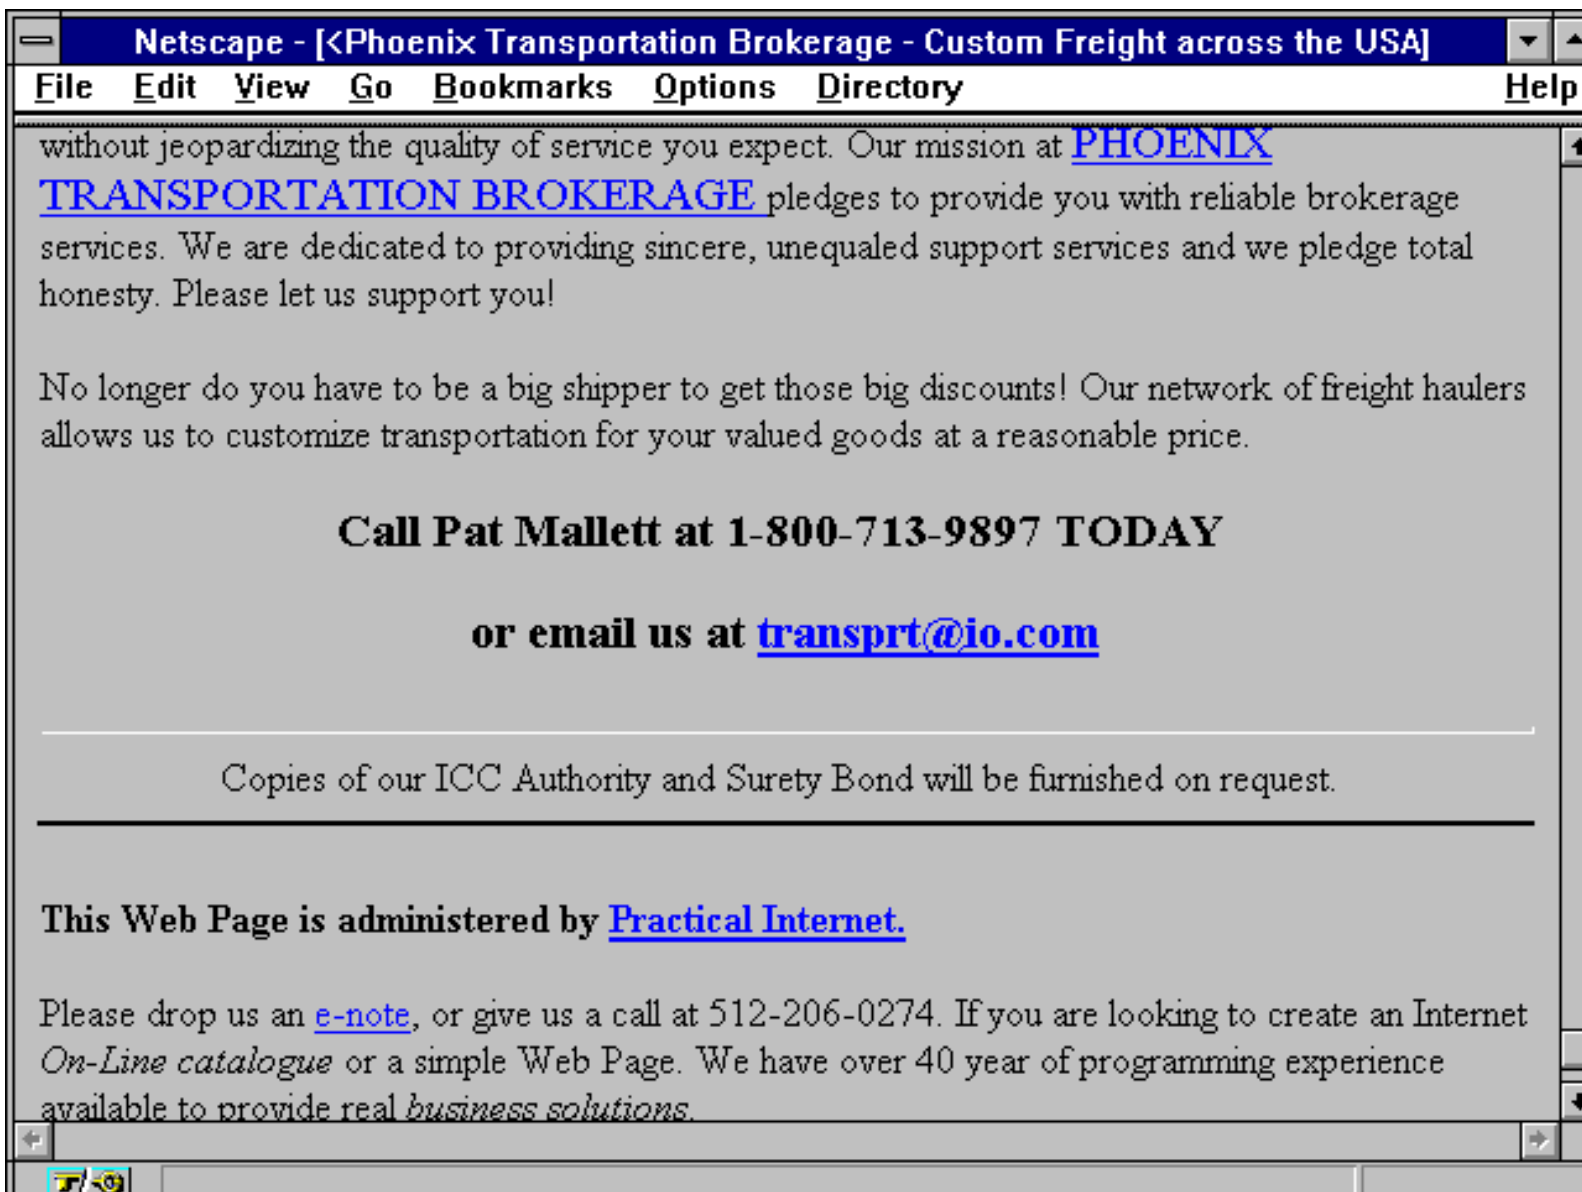 Netscape - [<Phoenix Transportation Brokerage - Custom Freight across the USA]
File Edit View Go Bookmarks Options Directory Help
without jeopardizing the quality of service you expect. Our mission at PHOENIX
TRANSPORTATION BROKERAGE pledges to provide you with reliable brokerage
services. We are dedicated to providing sincere, unequaled support services and we pledge total
honesty. Please let us support you!
No longer do you have to be a big shipper to get those big discounts! Our network of freight haulers
allows us to customize transportation for your valued goods at a reasonable price.
Call Pat Mallett at 1-800-713-9897 TODAY
or email us at transprt@io.com
Copies of our ICC Authority and Surety Bond will be furnished on request.
This Web Page is administered by Practical Internet.
Please drop us an e-note, or give us a call at 512-206-0274. If you are looking to create an Internet
On-Line catalogue or a simple Web Page. We have over 40 year of programming experience
available to provide real business solutions.